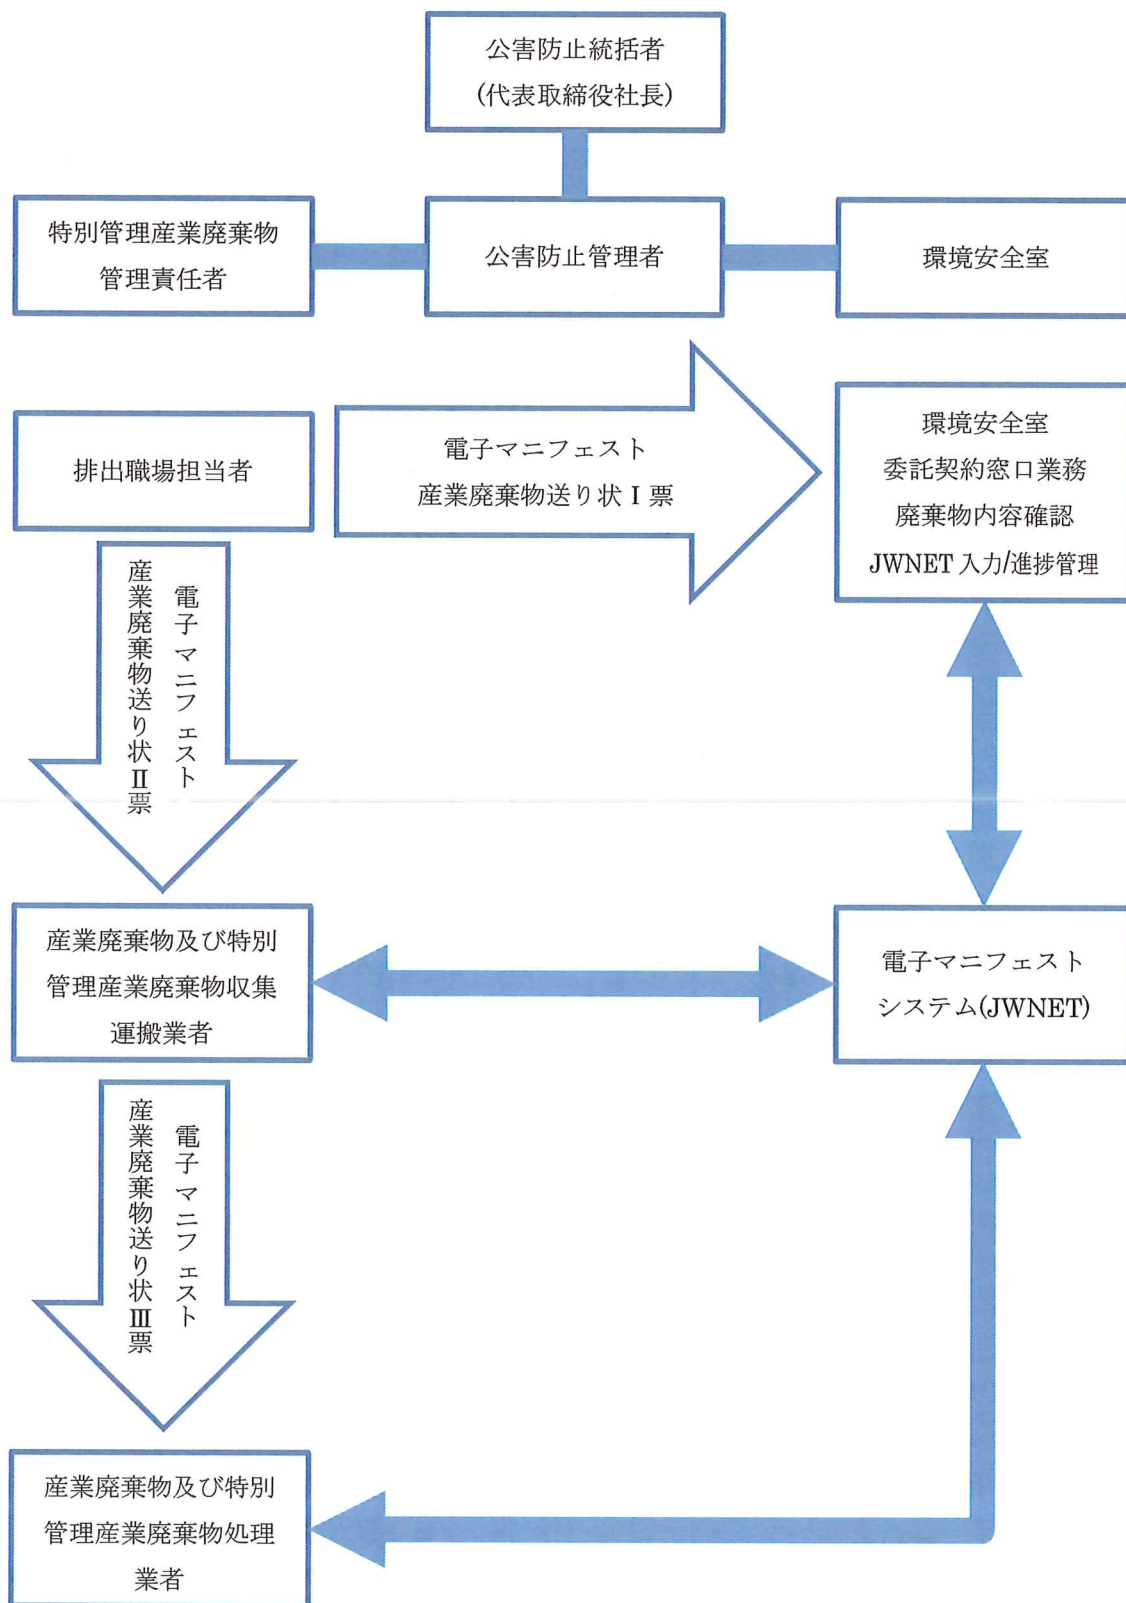 公害防止統括者
(代表取締役社長)
特別管理産業廃棄物
管理責任者
公害防止管理者
環境安全室
排出職場担当者
電子マニフェスト
産業廃棄物送り状 I 票
環境安全室
委託契約窓口業務
廃棄物内容確認
JWNET 入力/進捗管理
電子マニフェスト
産業廃棄物送り状Ⅱ票
産業廃棄物及び特別
管理産業廃棄物収集
運搬業者
電子マニフェスト
システム(JWNET)
電子マニフェスト
産業廃棄物送り状Ⅲ票
産業廃棄物及び特別
管理産業廃棄物処理
業者